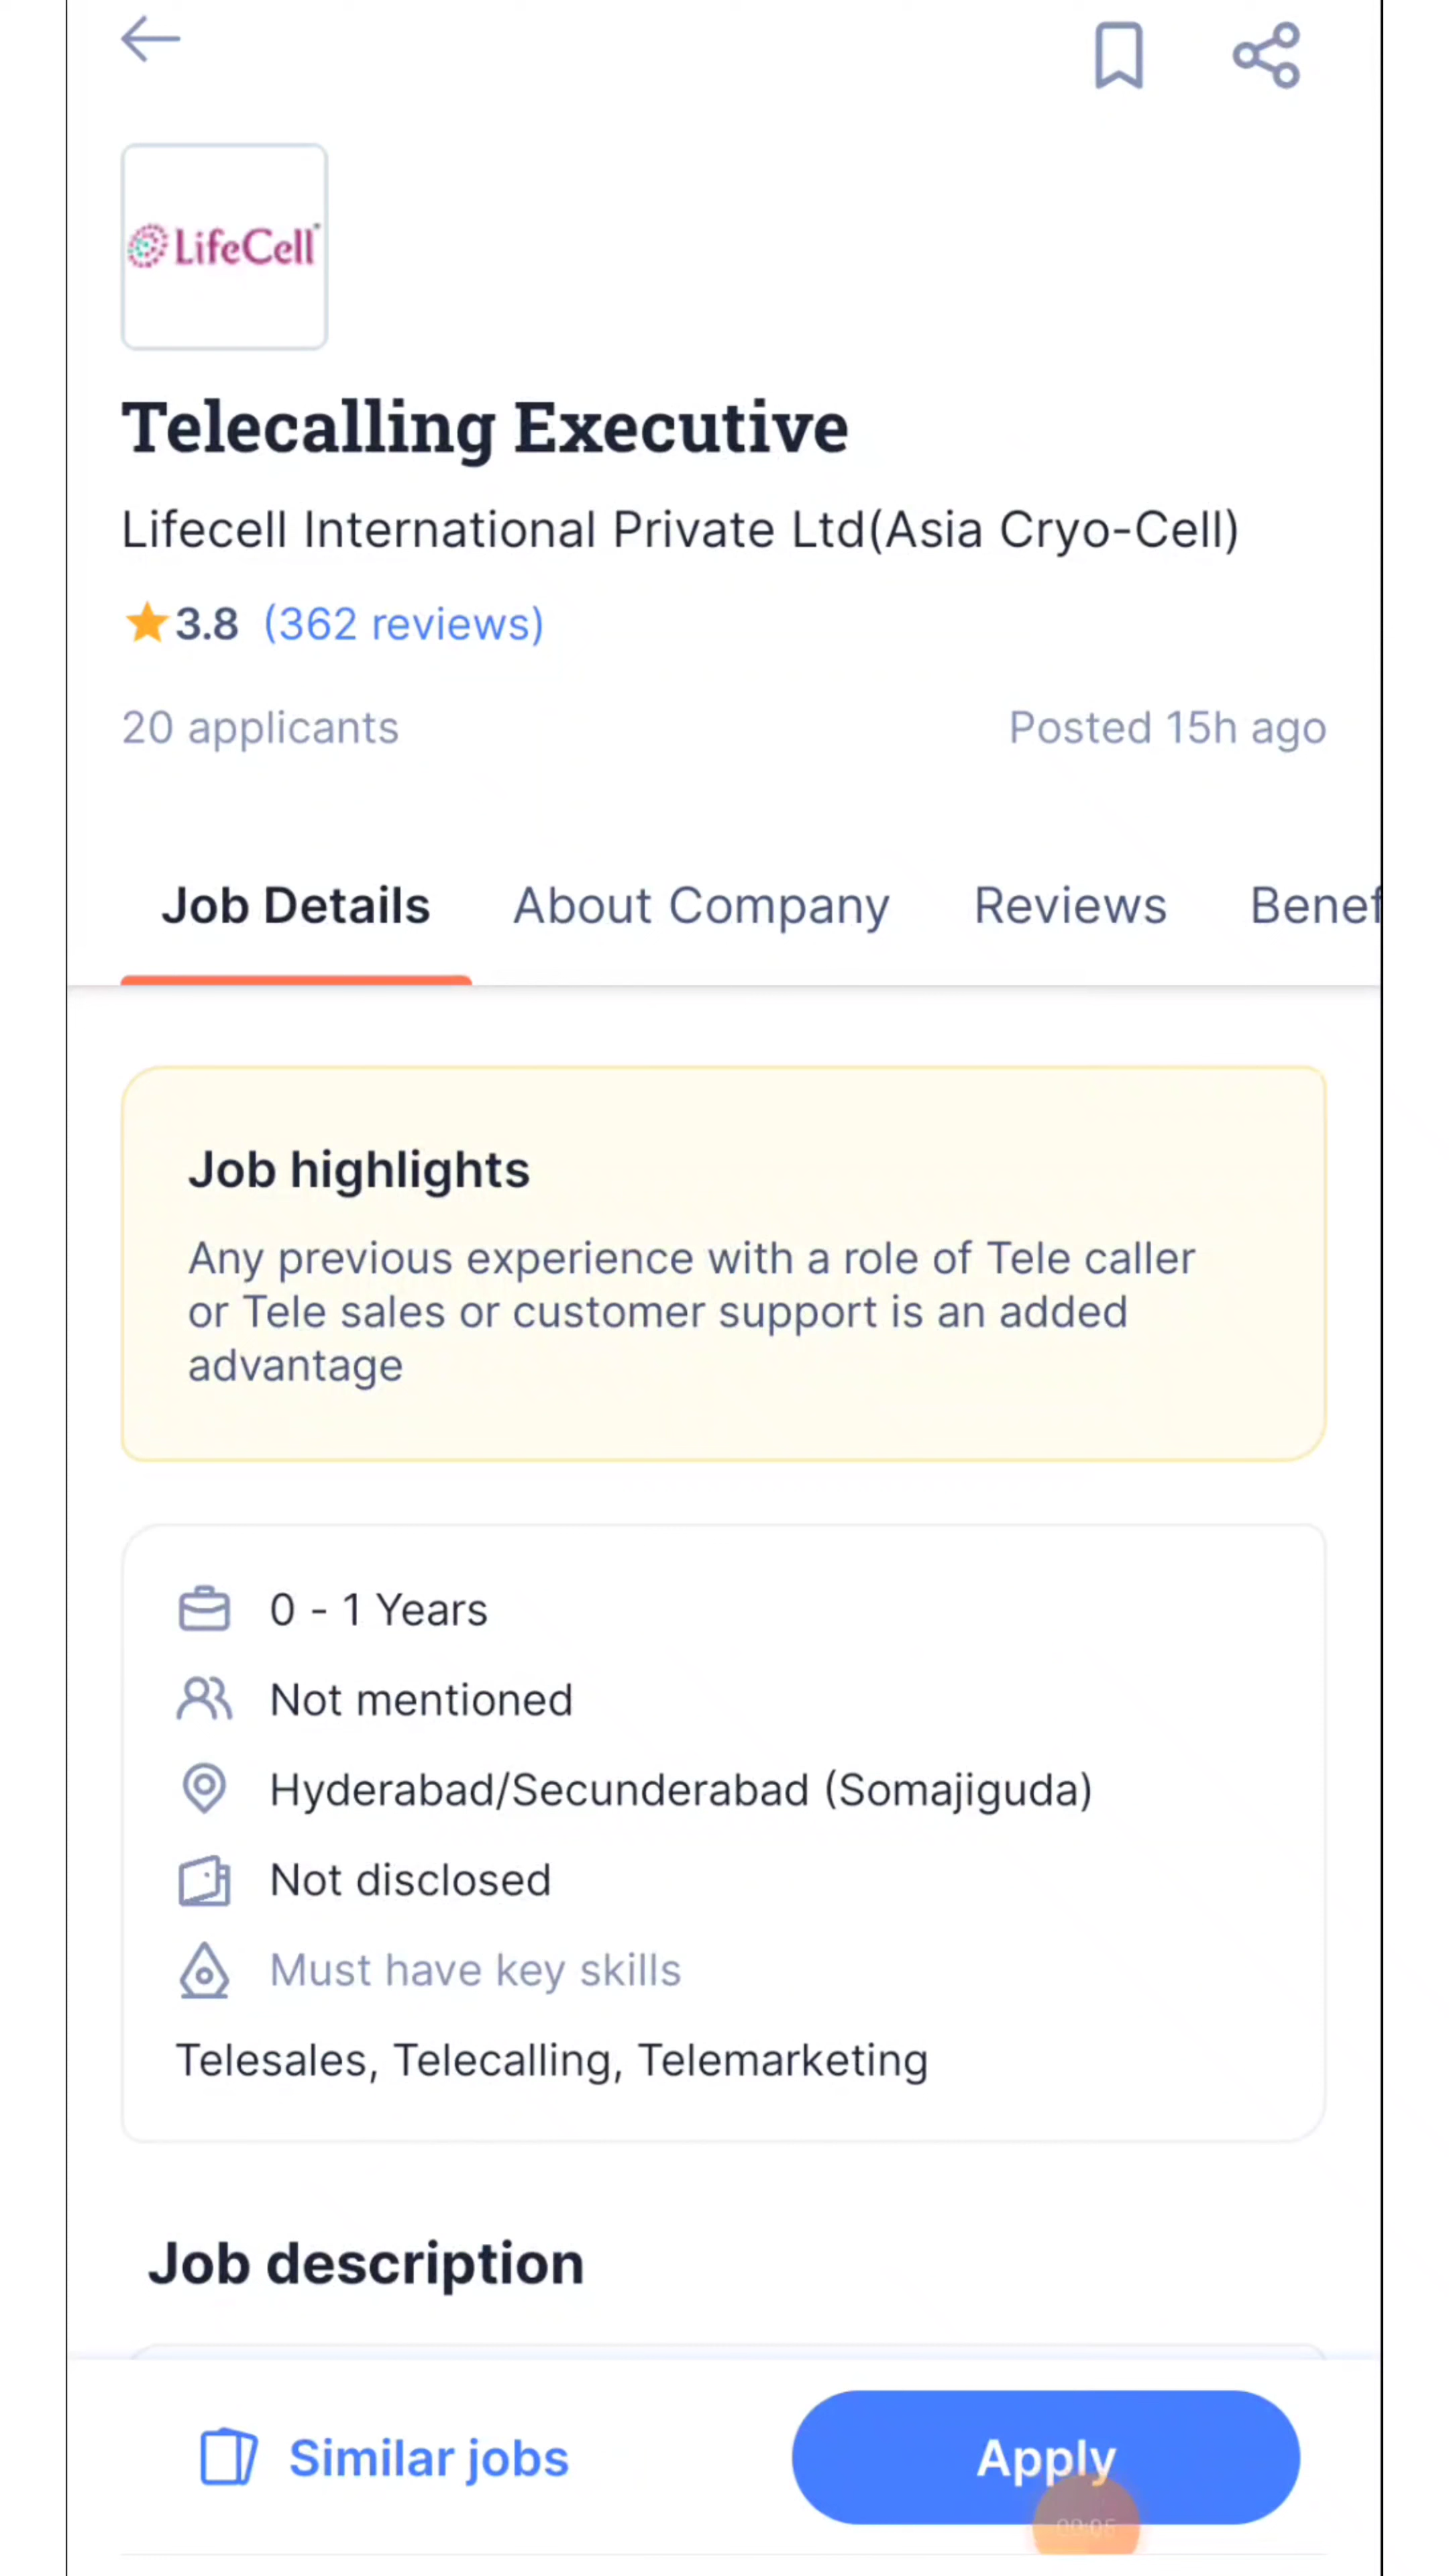 LifeCell
Telecalling Executive
Lifecell International Private Ltd(Asia Cryo-Cell)
3.8 (362 reviews)
20 applicants Posted 15h ago
Job Details About Company Reviews Benef
Job highlights
Any previous experience with a role of Tele caller
or Tele sales or customer support is an added
advantage
0 - 1 Years
Not mentioned
Hyderabad/Secunderabad (Somajiguda)
Not disclosed
Must have key skills
Telesales, Telecalling, Telemarketing
Job description
Similar jobs Apply
00:05